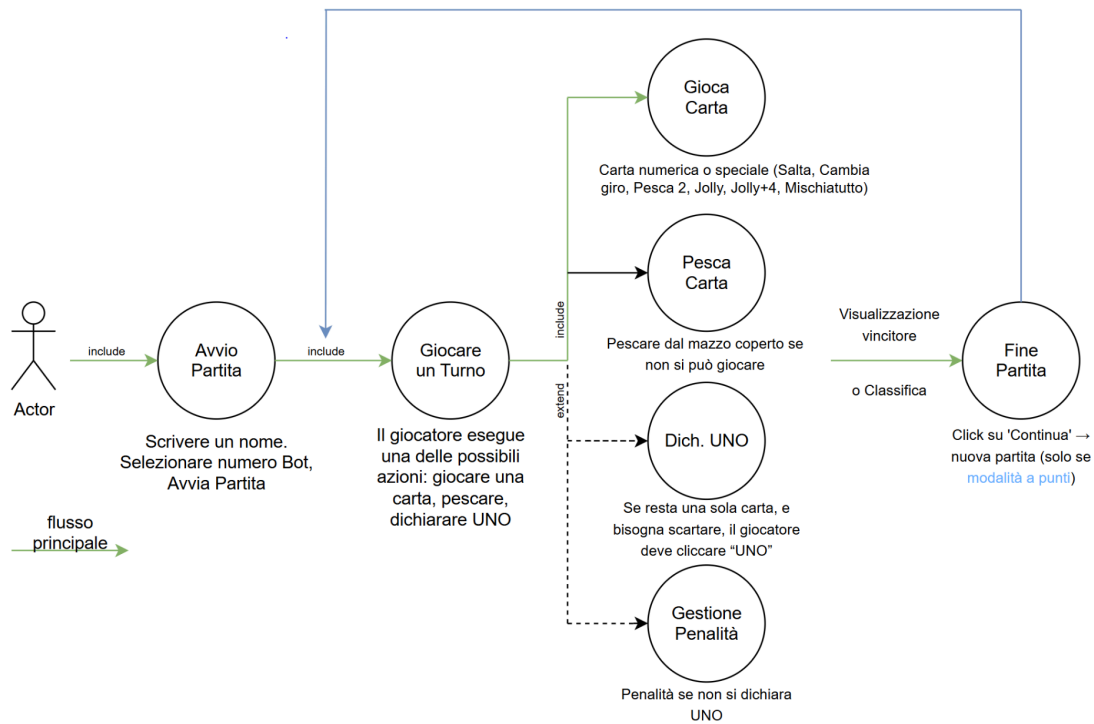 Gioca
Carta
Carta numerica o speciale (Salta, Cambia
giro, Pesca 2, Jolly, Jolly+4, Mischiatutto)
include
Pesca
Carta
Pescare dal mazzo coperto se
non si può giocare
Actor
include
Avvio
Partita
Scrivere un nome.
Selezionare numero Bot,
Avvia Partita
include
Giocare
un Turno
Il giocatore esegue
una delle possibili
azioni: giocare una
carta, pescare,
dichiarare UNO
extend
Dich. UNO
Se resta una sola carta, e
bisogna scartare, il giocatore
deve cliccare “UNO”
Gestione
Penalità
Penalità se non si dichiara
UNO
Visualizzazione
vincitore
o Classifica
Fine
Partita
Click su 'Continua' →
nuova partita (solo se
modalità a punti)
flusso
principale